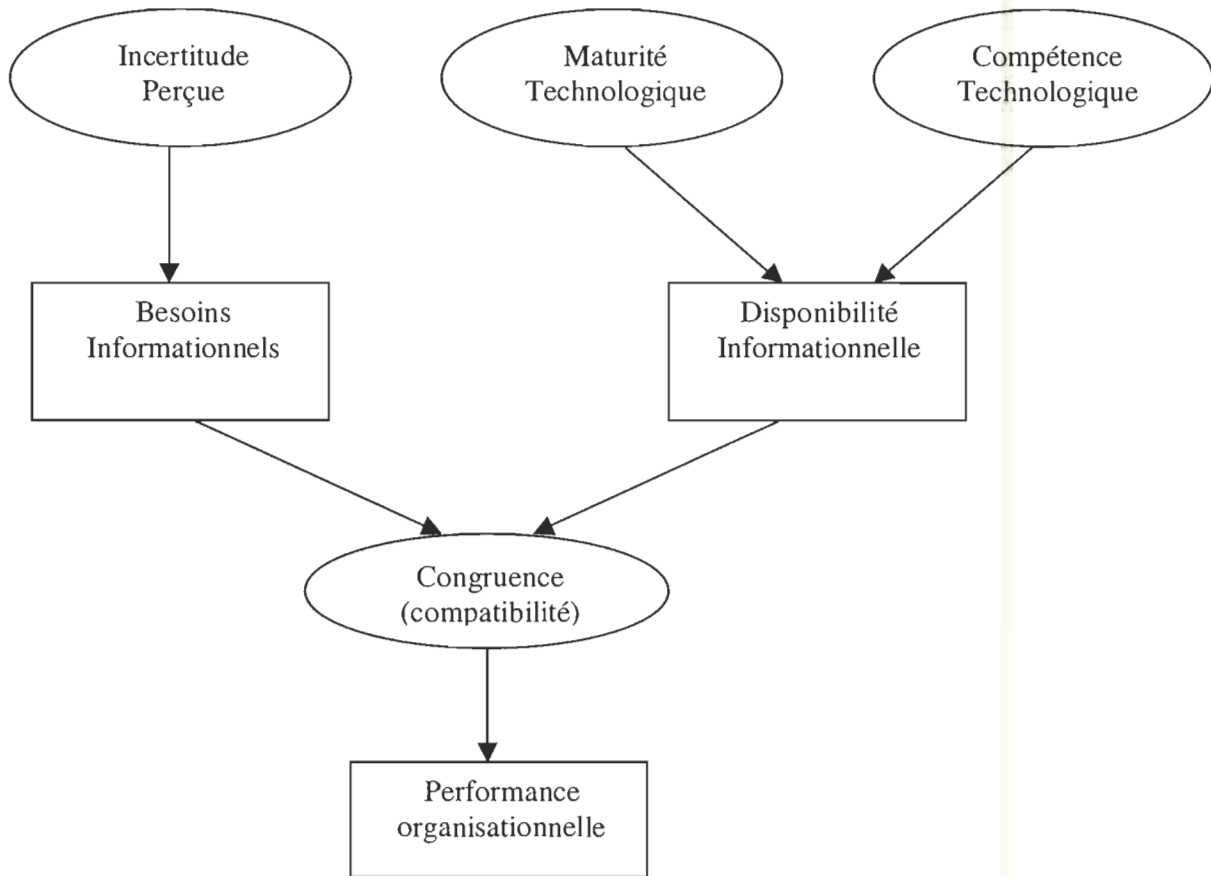 Incertitude
Perçue
Maturité
Technologique
Compétence
Technologique
Besoins
Informationnels
Disponibilité
Informationnelle
Congruence
(compatibilité)
Performance
organisationnelle